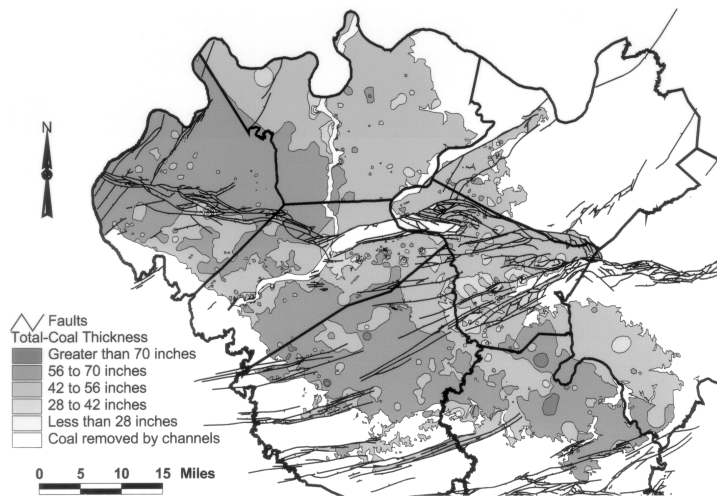 N
Faults
Total-Coal Thickness
Greater than 70 inches
56 to 70 inches
42 to 56 inches
28 to 42 inches
Less than 28 inches
Coal removed by channels
0 5 10 15 Miles